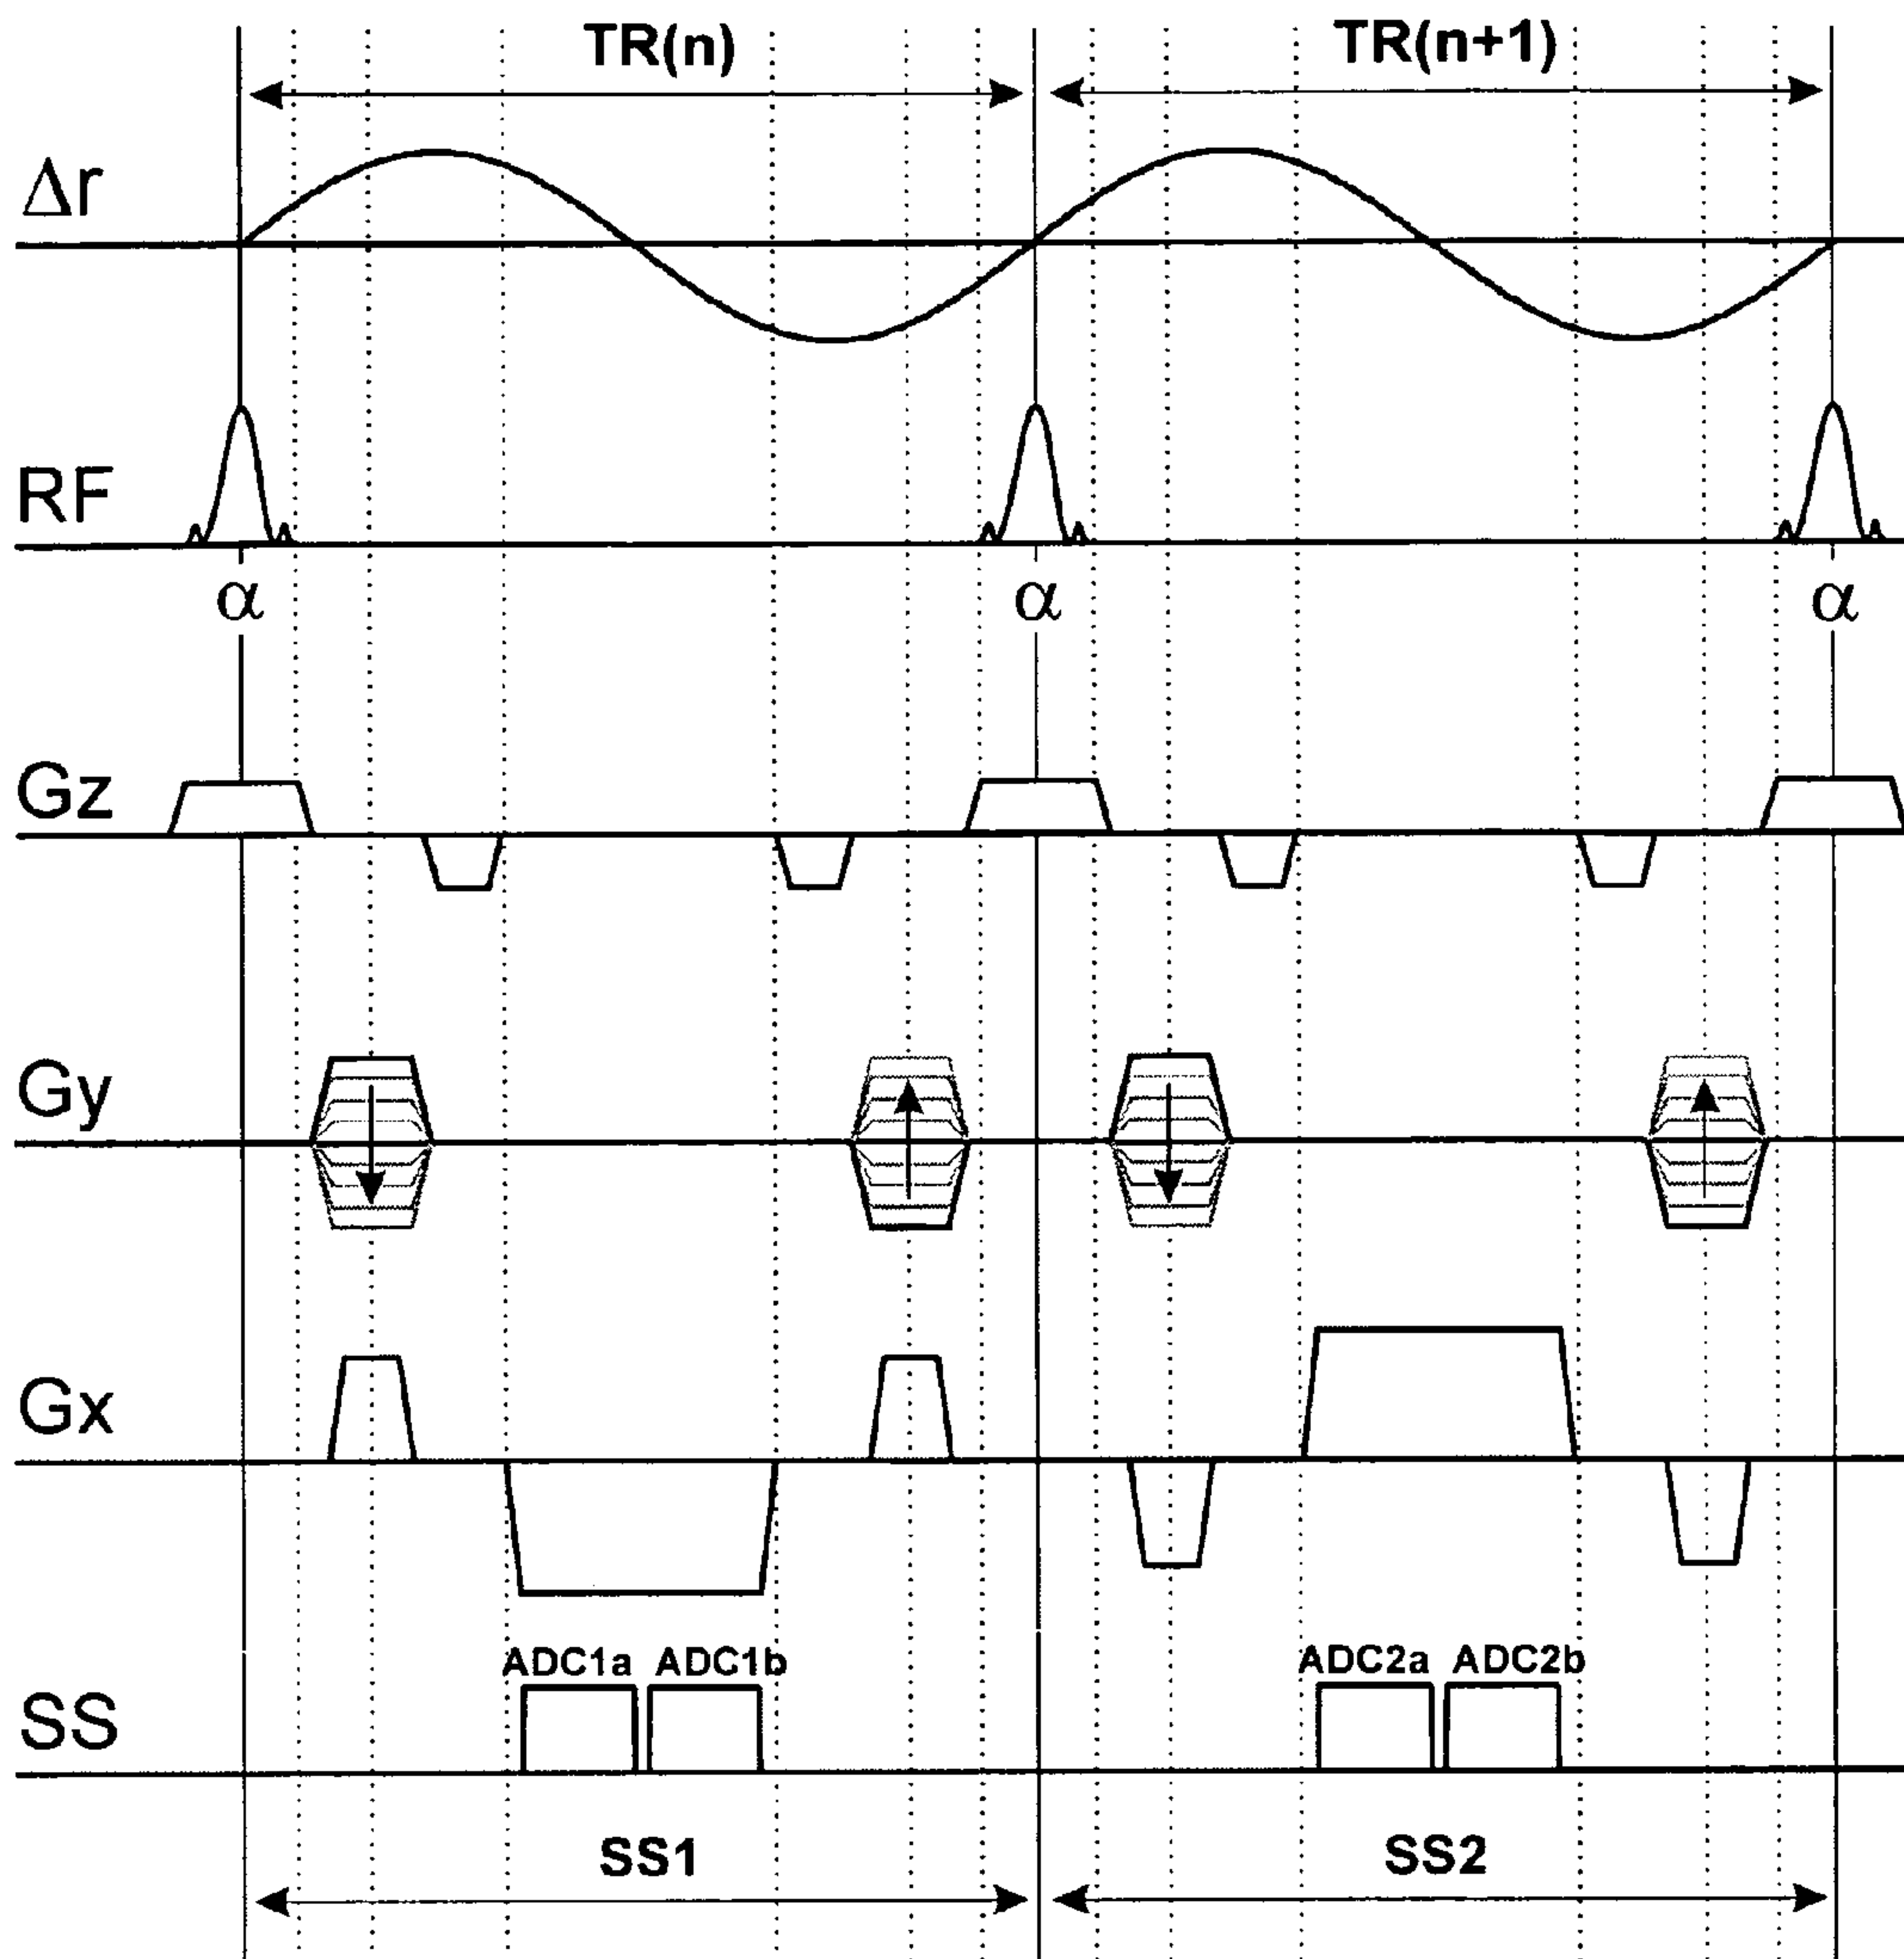 TR(n) TR(n+1)
Δr
RF
α α α
Gz
Gy
Gx
ADC1a ADC1b ADC2a ADC2b
SS
SS1 SS2